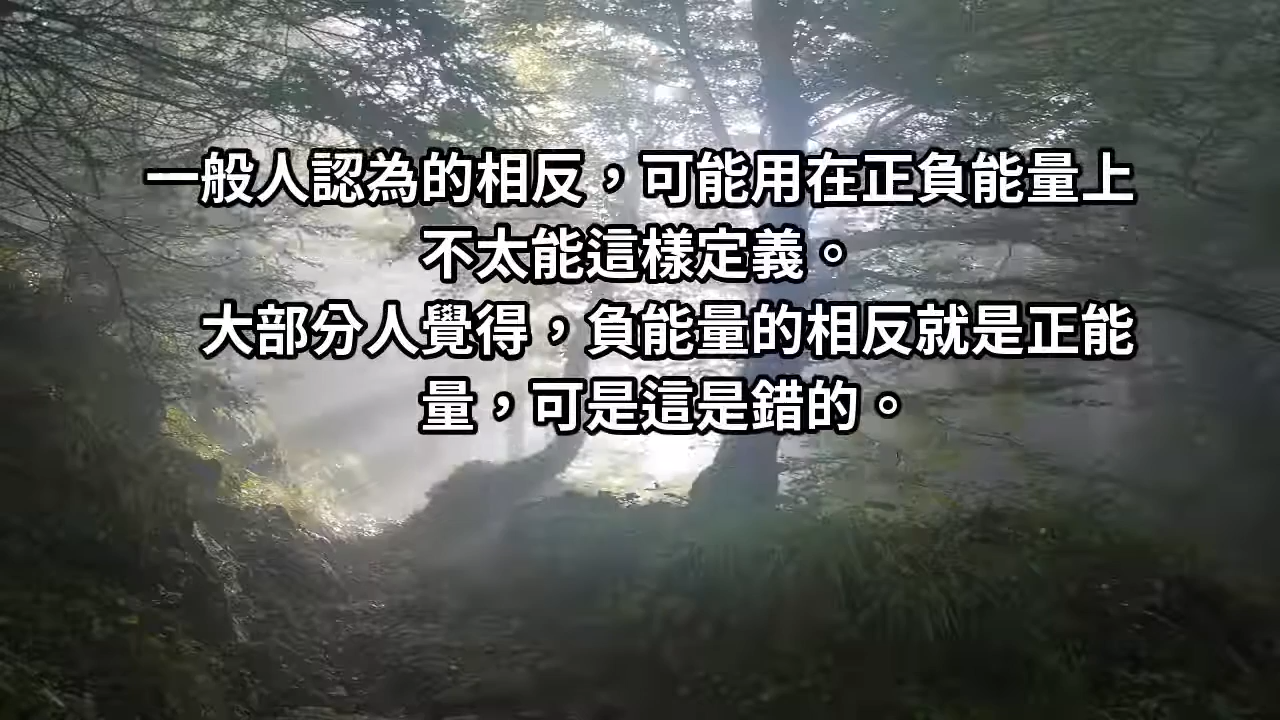 一般人認為的相反，可能用在正負能量上
不太能這樣定義。
大部分人覺得，負能量的相反就是正能
量，可是這是錯的。